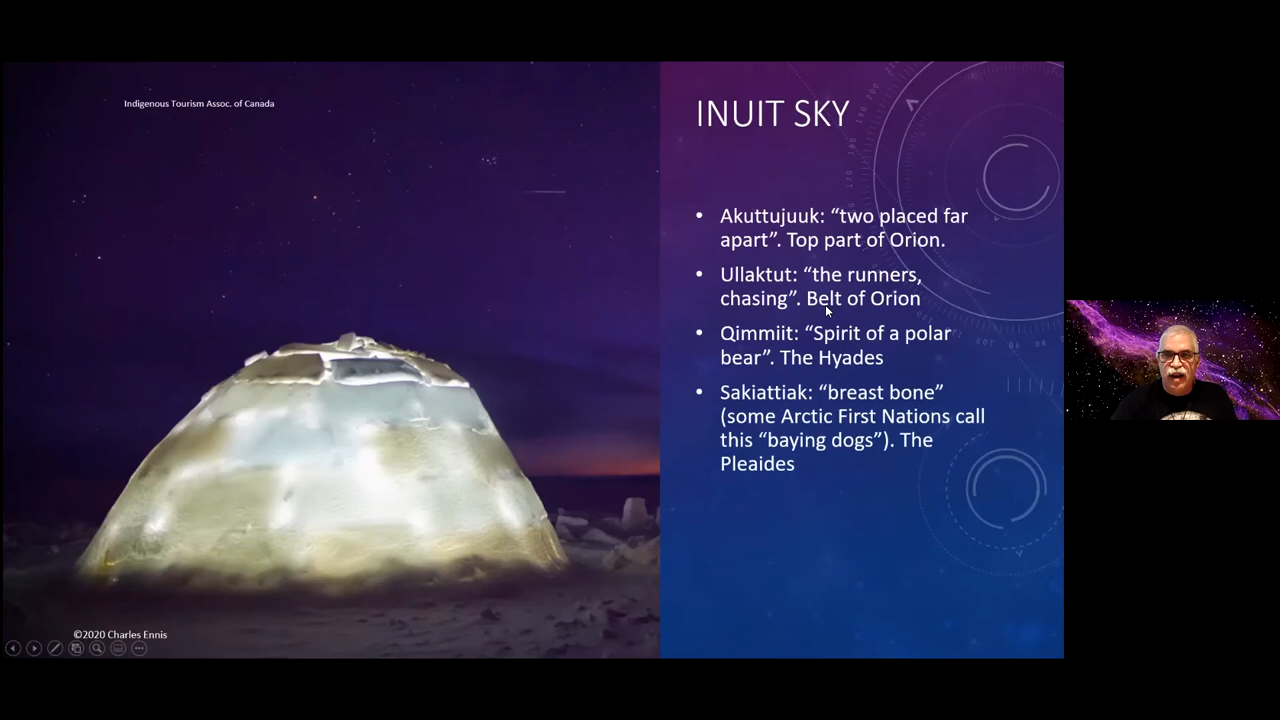 Indigenous Tourism Assoc. of Canada
INUIT SKY
• Akuttujuuk: “two placed far
apart”. Top part of Orion.
• Ullaktut: “the runners,
chasing”. Belt of Orion
• Qimmiit: “Spirit of a polar
bear”. The Hyades
• Sakiattiak: “breast bone”
(some Arctic First Nations call
this “baying dogs”). The
Pleaides
©2020 Charles Ennis